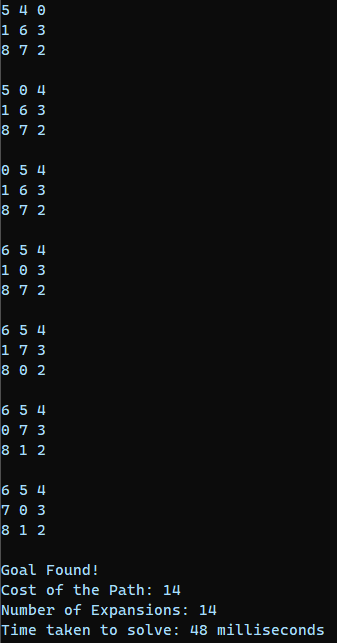 5 4 0
1 6 3
8 7 2

5 0 4
1 6 3
8 7 2

0 5 4
1 6 3
8 7 2

6 5 4
1 0 3
8 7 2

6 5 4
1 7 3
8 0 2

6 5 4
0 7 3
8 1 2

6 5 4
7 0 3
8 1 2

Goal Found!
Cost of the Path: 14
Number of Expansions: 14
Time taken to solve: 48 milliseconds